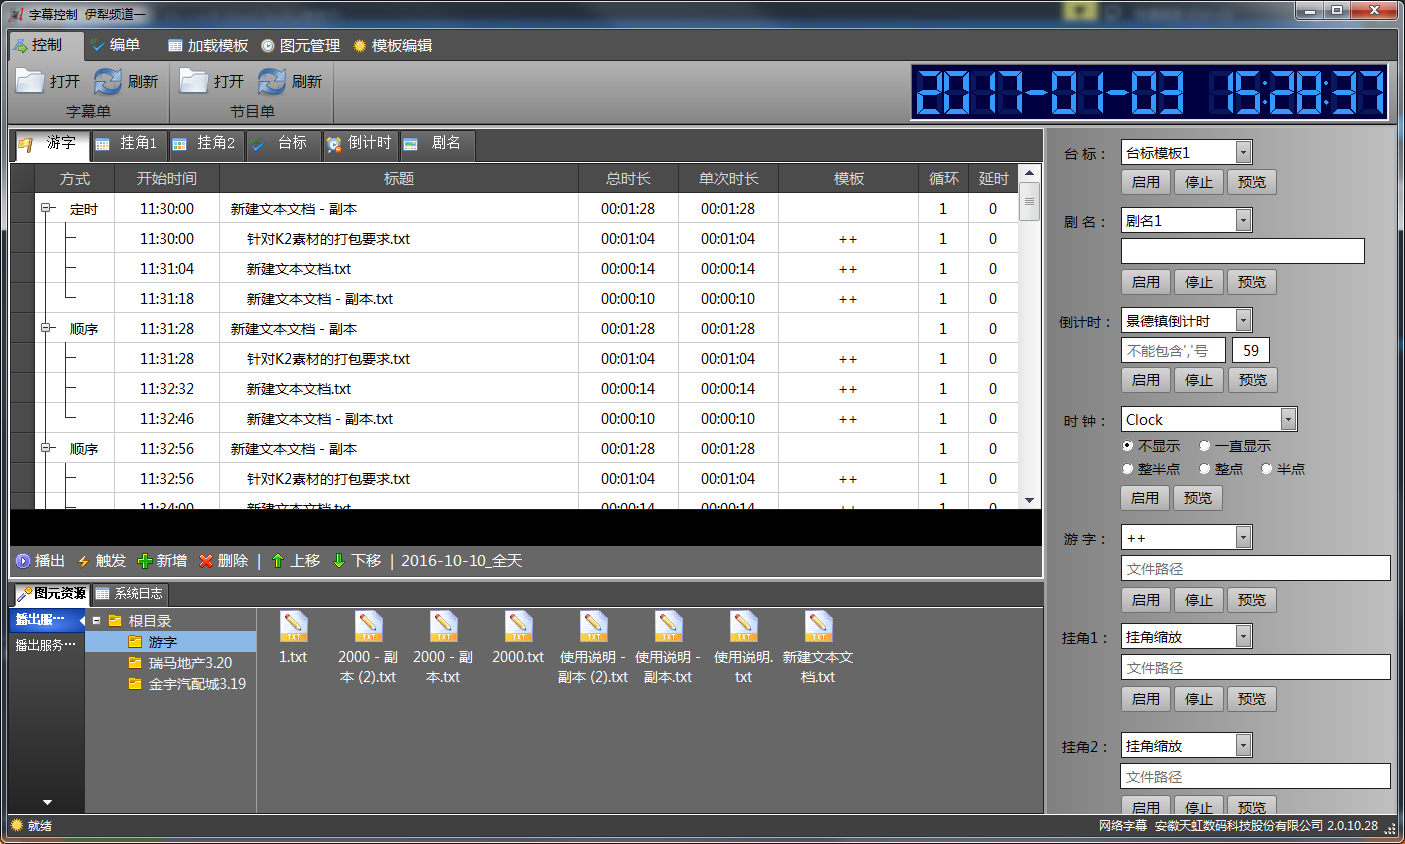 字幕控制 伊犁频道一
控制 编单 加载模板 图元管理 模板编辑
打开 刷新 打开 刷新
字幕单 节目单
2017-01-03 15:28:37
游字 挂角1 挂角2 台标 倒计时 剧名
方式 开始时间 标题 总时长 单次时长 模板 循环 延时
定时 11:30:00 新建文本文档 - 副本 00:01:28 00:01:28 1 0
11:30:00 针对K2素材的打包要求.txt 00:01:04 00:01:04 ++ 1 0
11:31:04 新建文本文档.txt 00:00:14 00:00:14 ++ 1 0
11:31:18 新建文本文档 - 副本.txt 00:00:10 00:00:10 ++ 1 0
顺序 11:31:28 新建文本文档 - 副本 00:01:28 00:01:28 1 0
11:31:28 针对K2素材的打包要求.txt 00:01:04 00:01:04 ++ 1 0
11:32:32 新建文本文档.txt 00:00:14 00:00:14 ++ 1 0
11:32:46 新建文本文档 - 副本.txt 00:00:10 00:00:10 ++ 1 0
顺序 11:32:56 新建文本文档 - 副本 00:01:28 00:01:28 1 0
11:32:56 针对K2素材的打包要求.txt 00:01:04 00:01:04 ++ 1 0
11:34:00 新建文本文档.txt 00:00:14 00:00:14 ++ 1 0
播出 触发 新增 删除 | 上移 下移 | 2016-10-10_全天
图元资源 系统日志
播出服···
播出服务···
根目录
游字
瑞马地产3.20
金宇汽配城3.19
1.txt
2000 - 副
本 (2).txt
2000 - 副
本.txt
2000.txt
使用说明 -
副本 (2).txt
使用说明 -
副本.txt
使用说明.
txt
新建文本文
档.txt
台 标： 台标模板1
启用 停止 预览
剧 名： 剧名1
启用 停止 预览
倒计时： 景德镇倒计时
不能包含','号 59
启用 停止 预览
时 钟： Clock
不显示 一直显示
整半点 整点 半点
启用 预览
游 字： ++
文件路径
启用 停止 预览
挂角1： 挂角缩放
文件路径
启用 停止 预览
挂角2： 挂角缩放
文件路径
启用 停止 预览
就绪
网络字幕 安徽天虹数码科技股份有限公司 2.0.10.28